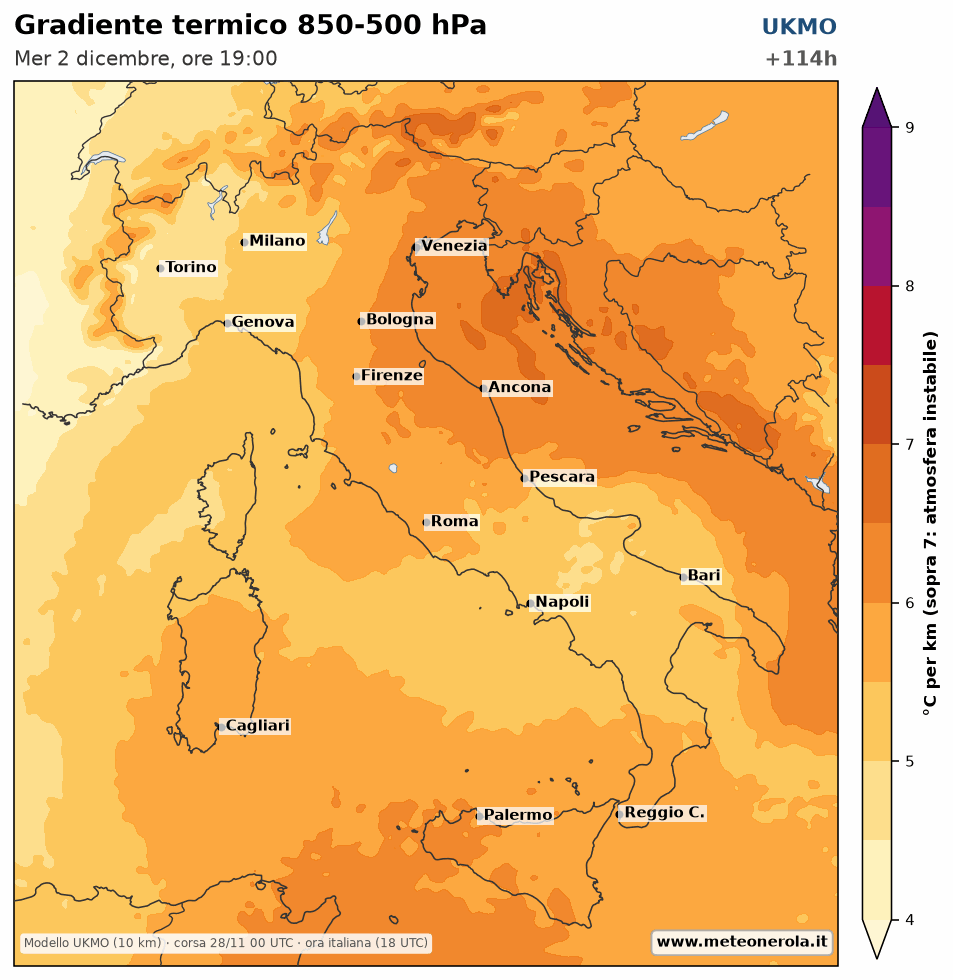 Gradiente termico 850-500 hPa
UKMO
Mer 2 dicembre, ore 19:00
+114h
Milano
Venezia
Torino
Genova
Bologna
Firenze
Ancona
Pescara
Roma
Bari
Napoli
Cagliari
Palermo
Reggio C.
9
8
7
6
5
4
°C per km (sopra 7: atmosfera instabile)
Modello UKMO (10 km) · corsa 28/11 00 UTC · ora italiana (18 UTC)
www.meteonerola.it